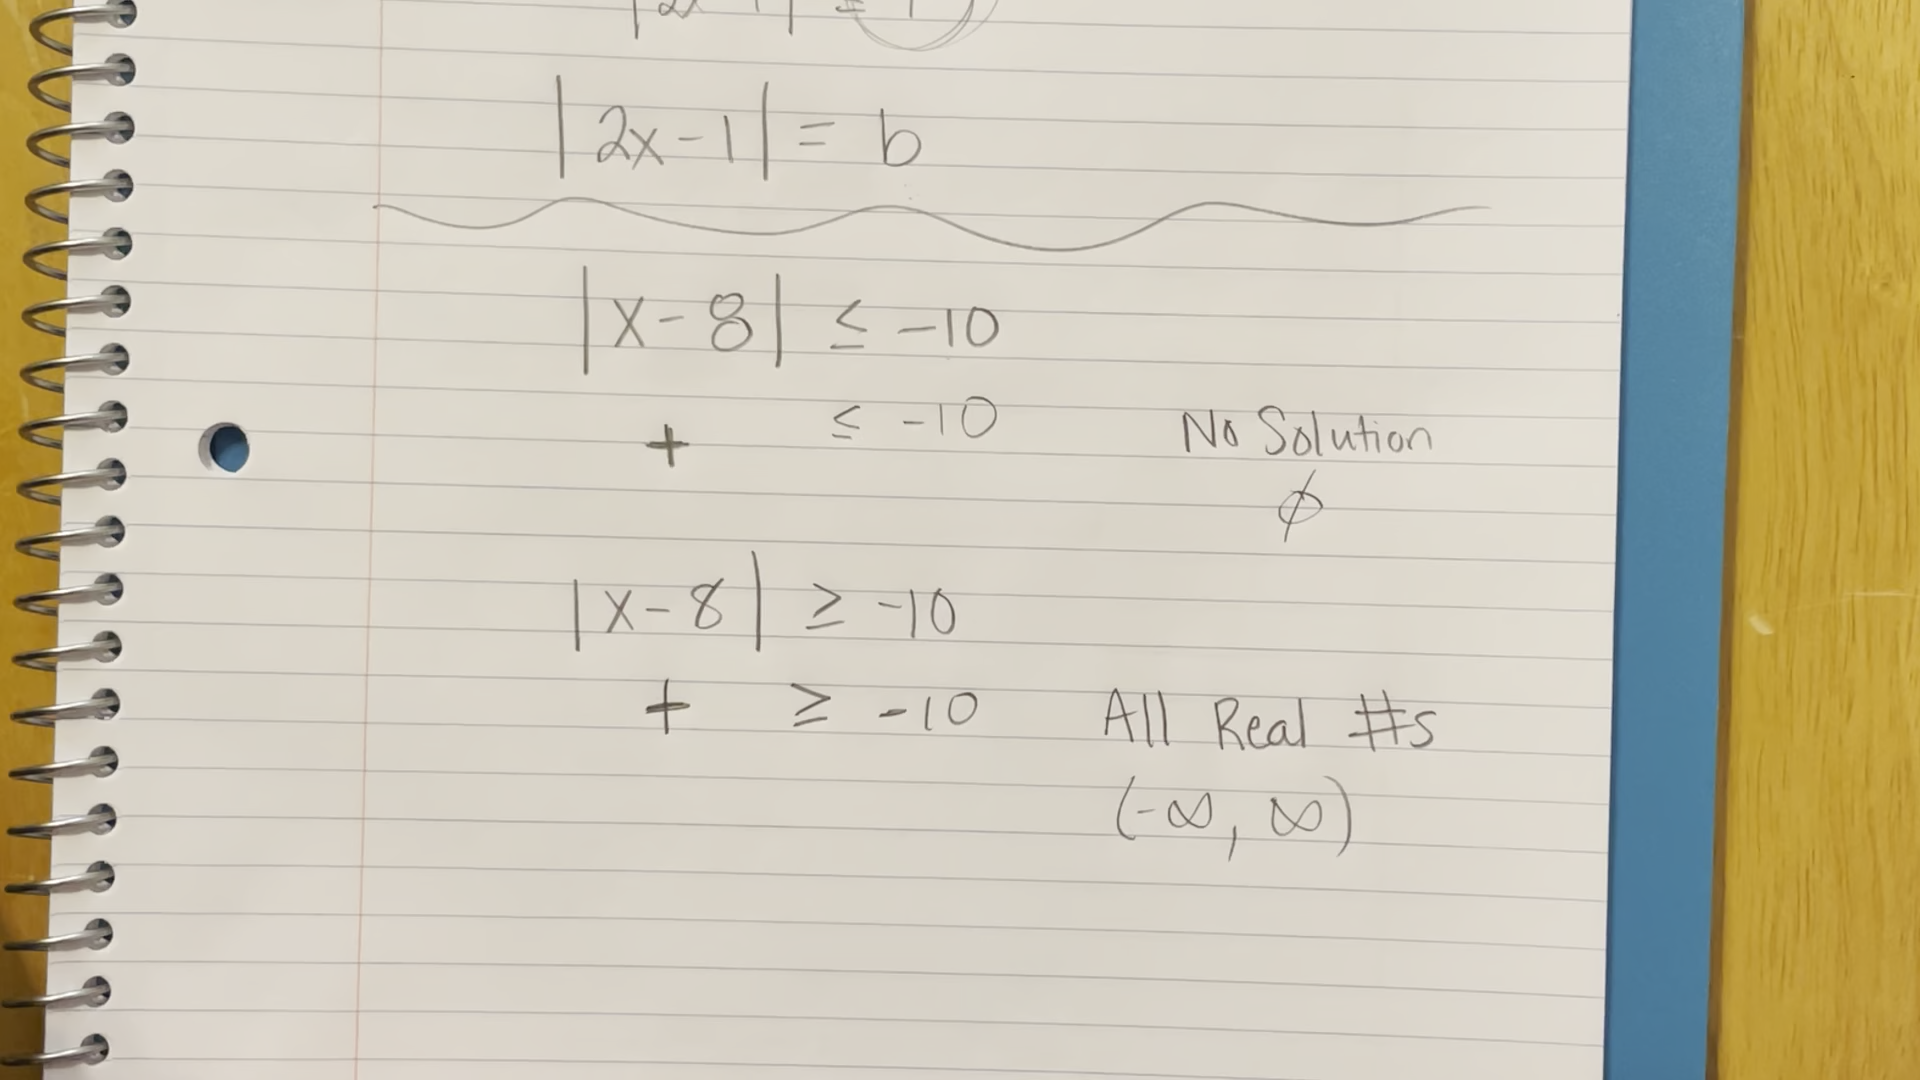 |2x-1| = b
|x-8| ≤ -10
+ ≤ -10 No Solution
∅
|x-8| ≥ -10
+ ≥ -10 All Real #s
(-∞, ∞)